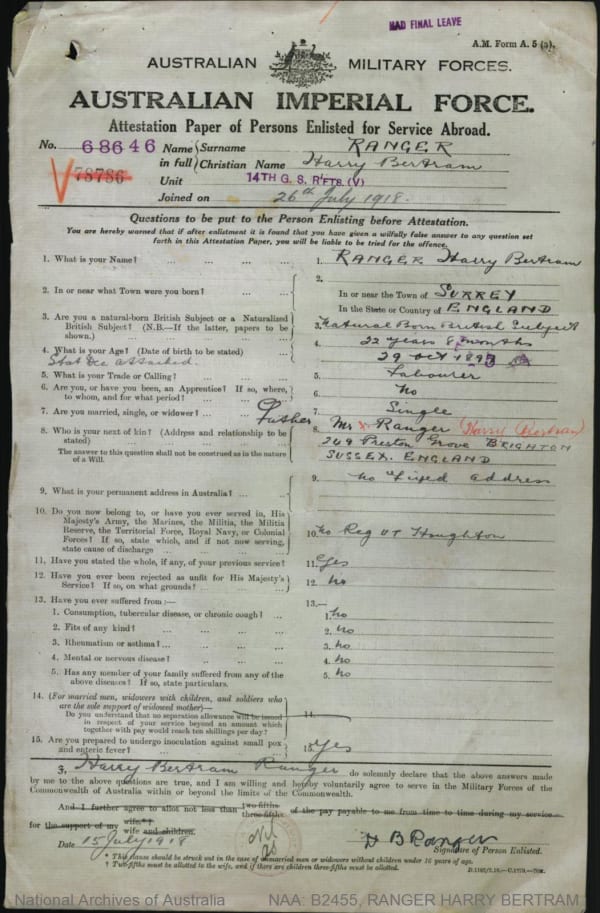 HAD FINAL LEAVE
A.M. Form A. 5 (a).
AUSTRALIAN MILITARY FORCES.
AUSTRALIAN IMPERIAL FORCE.
Attestation Paper of Persons Enlisted for Service Abroad.
No. 68646 Name in full Surname RANGER
Christian Name Harry Bertram
78786
Unit 14TH G. S. R'FTS. (V)
Joined on 26th July 1918.
Questions to be put to the Person Enlisting before Attestation.
You are hereby warned that if after enlistment it is found that you have given a wilfully false answer to any question set
forth in this Attestation Paper, you will be liable to be tried for the offence.
1. What is your Name? ... 1. RANGER Harry Bertram
2. In or near what Town were you born? ... 2. In or near the Town of SURREY
In the State or Country of ENGLAND
3. Are you a natural-born British Subject or a Naturalized
British Subject? (N.B.—If the latter, papers to be
shown.) ... 3. Natural Born British Subject
4. What is your Age? (Date of birth to be stated) 4. 22 years 8 months
Stat Dec attached. 29 Oct
5. What is your Trade or Calling? ... 5. Labourer
6. Are you, or have you been, an Apprentice? If so, where,
to whom, and for what period? ... 6. No
7. Are you married, single, or widower? ... 7. Single
8. Who is your next of kin? (Address and relationship to be
stated) ... Father 8. Mr Ranger (Harry Bertram)
249 Preston Grove BRIGHTON
SUSSEX. ENGLAND
The answer to this question shall not be construed as in the nature
of a Will.
9. What is your permanent address in Australia? ... 9. No Fixed address
10. Do you now belong to, or have you ever served in, His
Majesty's Army, the Marines, the Militia, the Militia
Reserve, the Territorial Force, Royal Navy, or Colonial
Forces? If so, state which, and if not now serving,
state cause of discharge ... 10. No Reg at Houghton
11. Have you stated the whole, if any, of your previous service? 11. Yes
12. Have you ever been rejected as unfit for His Majesty's
Service? If so, on what grounds? ... 12. No
13. Have you ever suffered from:— 13.—
1. Consumption, tubercular disease, or chronic cough? ... 1. No
2. Fits of any kind? ... 2. No
3. Rheumatism or asthma? ... 3. No
4. Mental or nervous disease? ... 4. No
5. Has any member of your family suffered from any of the
above diseases? If so, state particulars. 5. No
14. (For married men, widowers with children, and soldiers who
are the sole support of widowed mother)—
Do you understand that no separation allowance will be issued
in respect of your service beyond an amount which
together with pay would reach ten shillings per day? 14.
15. Are you prepared to undergo inoculation against small pox
and enteric fever? ... 15. Yes
I, Harry Bertram Ranger do solemnly declare that the above answers made
by me to the above questions are true, and I am willing and hereby voluntarily agree to serve in the Military Forces of the
Commonwealth of Australia within or beyond the limits of the Commonwealth.
And I further agree to allot not less than two-fifths three-fifths of the pay payable to me from time to time during my service
for the support of my wife*† wife and children.
Date 15 July 1918 H B Ranger
Signature of Person Enlisted.
* This clause should be struck out in the case of unmarried men or widowers without children under 16 years of age.
† Two-fifths must be allotted to the wife, and if there are children three-fifths must be allotted.
National Archives of Australia NAA: B2455, RANGER HARRY BERTRAM